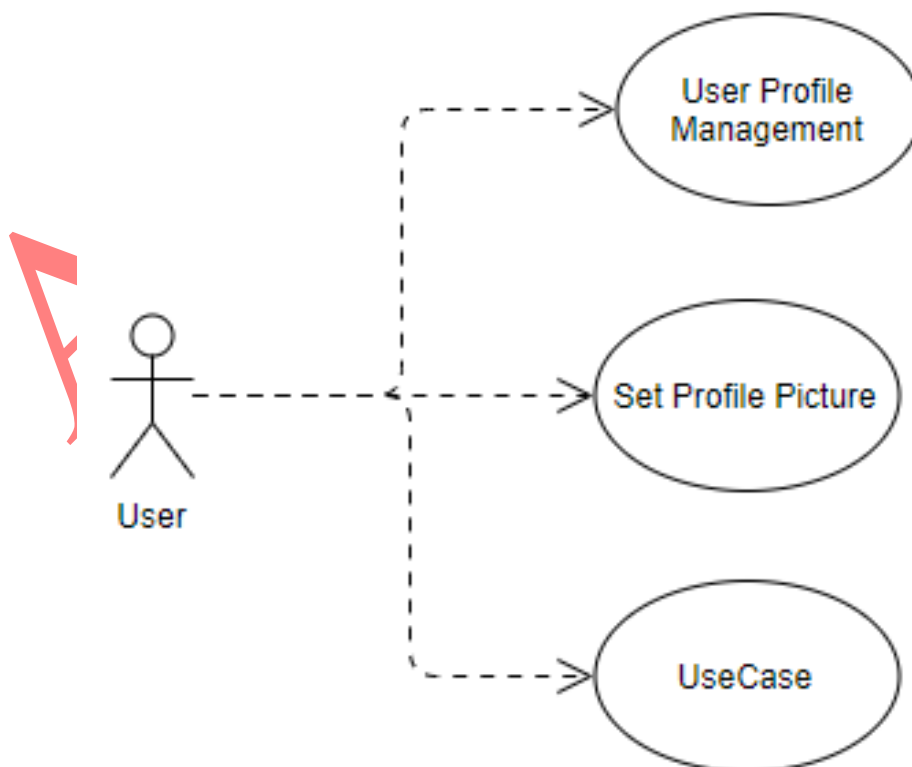 User Profile
Management
Set Profile Picture
User
UseCase